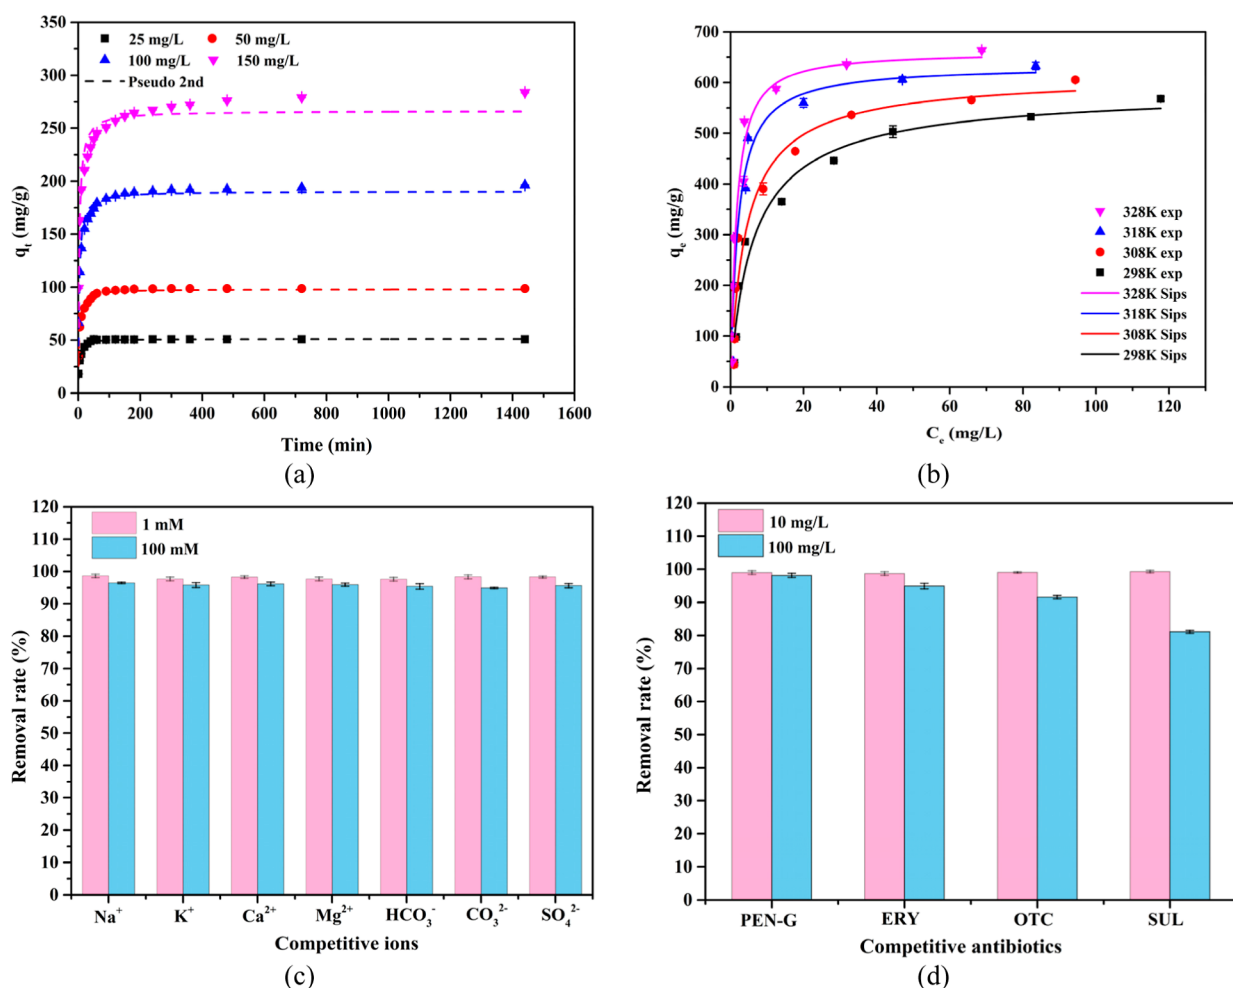 350
300
250
200
150
100
50
0
qt (mg/g)
25 mg/L
50 mg/L
100 mg/L
150 mg/L
Pseudo 2nd
0 200 400 600 800 1000 1200 1400 1600
Time (min)
(a)
700
600
500
400
300
200
100
0
qe (mg/g)
328K exp
318K exp
308K exp
298K exp
328K Sips
318K Sips
308K Sips
298K Sips
0 20 40 60 80 100 120
Ce (mg/L)
(b)
120
110
100
90
80
70
60
50
40
30
20
10
0
Removal rate (%)
1 mM
100 mM
Na⁺ K⁺ Ca²⁺ Mg²⁺ HCO₃⁻ CO₃²⁻ SO₄²⁻
Competitive ions
(c)
120
110
100
90
80
70
60
50
40
30
20
10
0
Removal rate (%)
10 mg/L
100 mg/L
PEN-G ERY OTC SUL
Competitive antibiotics
(d)